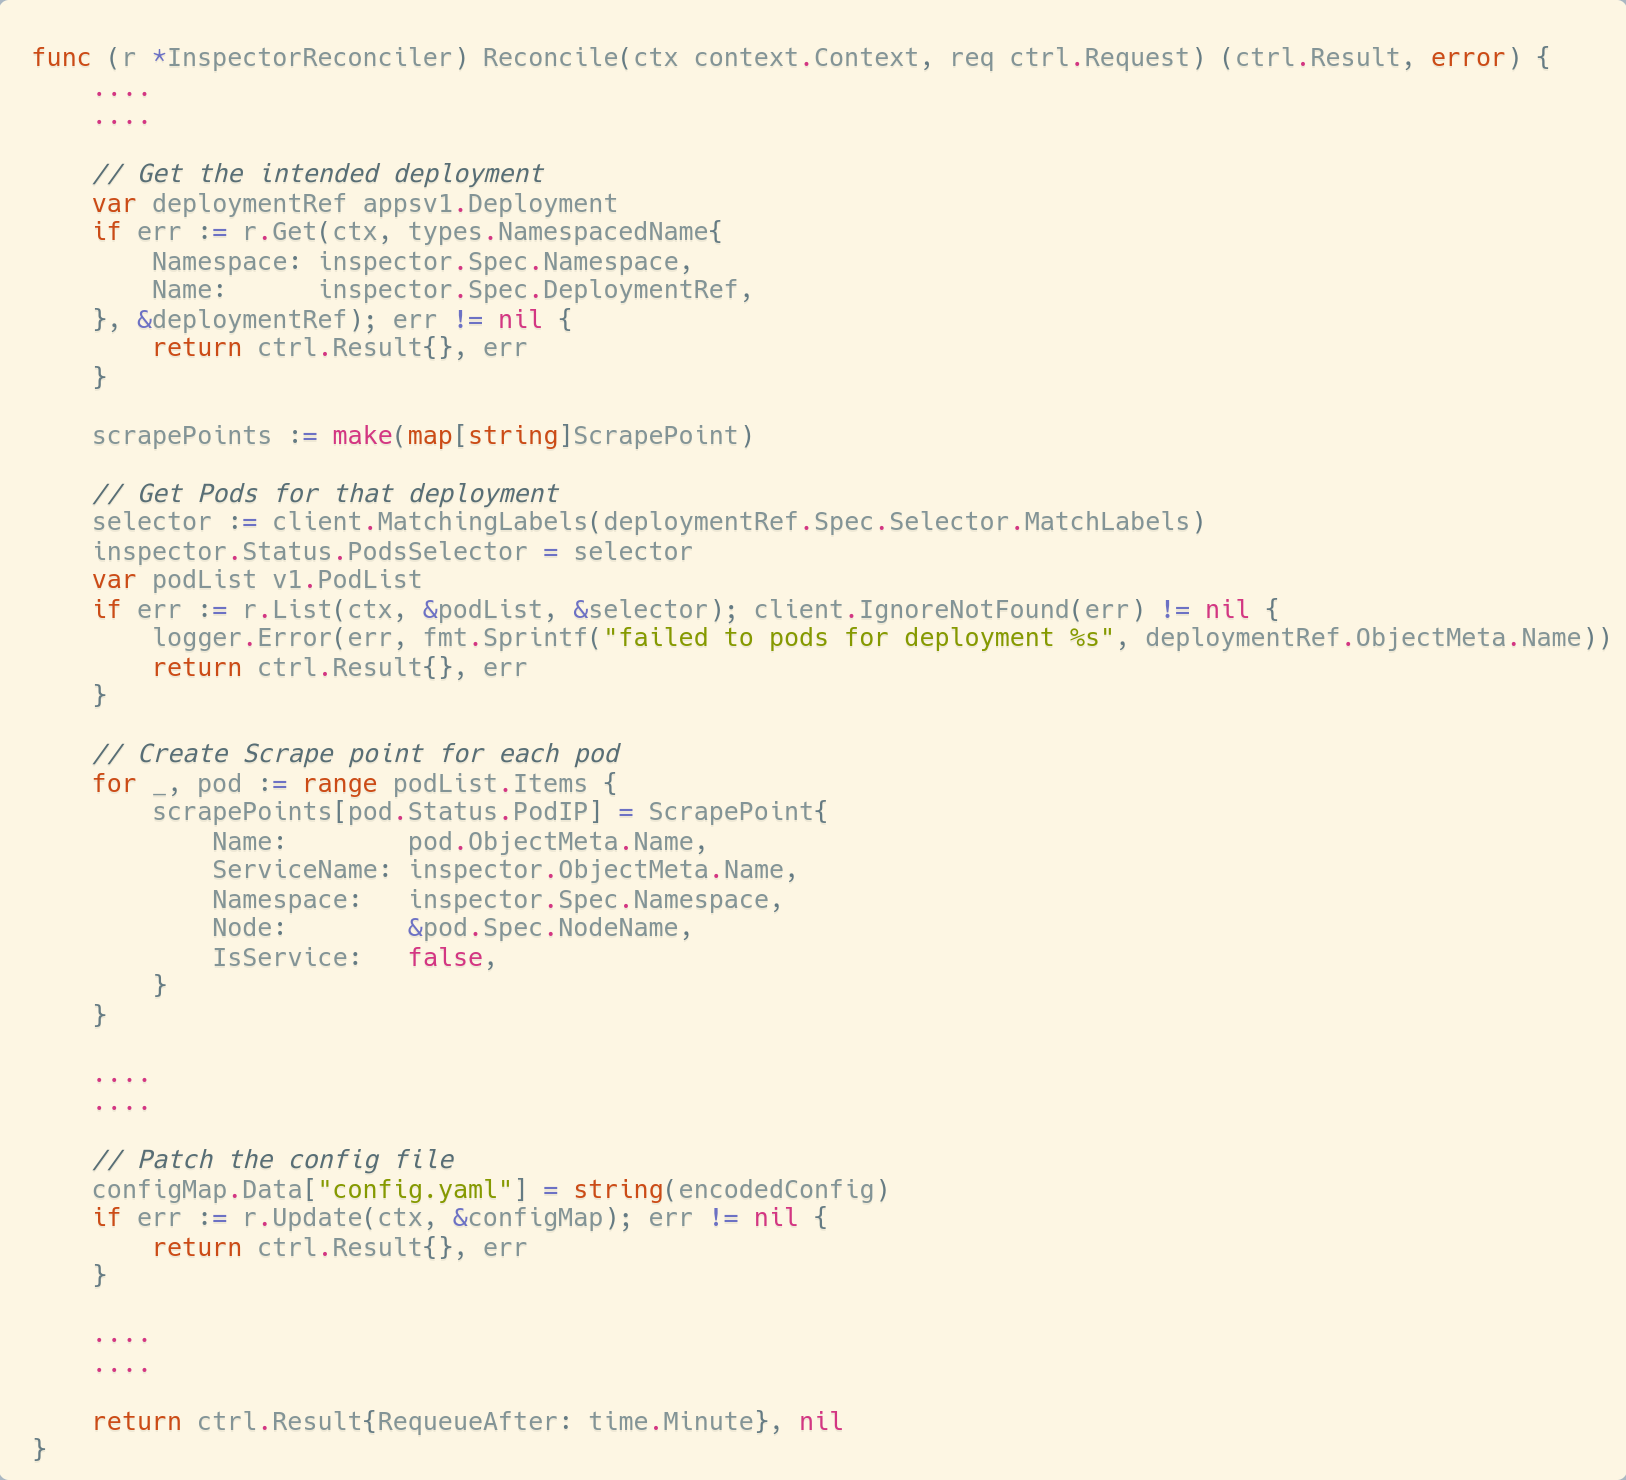 func (r *InspectorReconciler) Reconcile(ctx context.Context, req ctrl.Request) (ctrl.Result, error) {
    ....
    ....

    // Get the intended deployment
    var deploymentRef appsv1.Deployment
    if err := r.Get(ctx, types.NamespacedName{
        Namespace: inspector.Spec.Namespace,
        Name:      inspector.Spec.DeploymentRef,
    }, &deploymentRef); err != nil {
        return ctrl.Result{}, err
    }

    scrapePoints := make(map[string]ScrapePoint)

    // Get Pods for that deployment
    selector := client.MatchingLabels(deploymentRef.Spec.Selector.MatchLabels)
    inspector.Status.PodsSelector = selector
    var podList v1.PodList
    if err := r.List(ctx, &podList, &selector); client.IgnoreNotFound(err) != nil {
        logger.Error(err, fmt.Sprintf("failed to pods for deployment %s", deploymentRef.ObjectMeta.Name))
        return ctrl.Result{}, err
    }

    // Create Scrape point for each pod
    for _, pod := range podList.Items {
        scrapePoints[pod.Status.PodIP] = ScrapePoint{
            Name:        pod.ObjectMeta.Name,
            ServiceName: inspector.ObjectMeta.Name,
            Namespace:   inspector.Spec.Namespace,
            Node:        &pod.Spec.NodeName,
            IsService:   false,
        }
    }

    ....
    ....

    // Patch the config file
    configMap.Data["config.yaml"] = string(encodedConfig)
    if err := r.Update(ctx, &configMap); err != nil {
        return ctrl.Result{}, err
    }

    ....
    ....

    return ctrl.Result{RequeueAfter: time.Minute}, nil
}